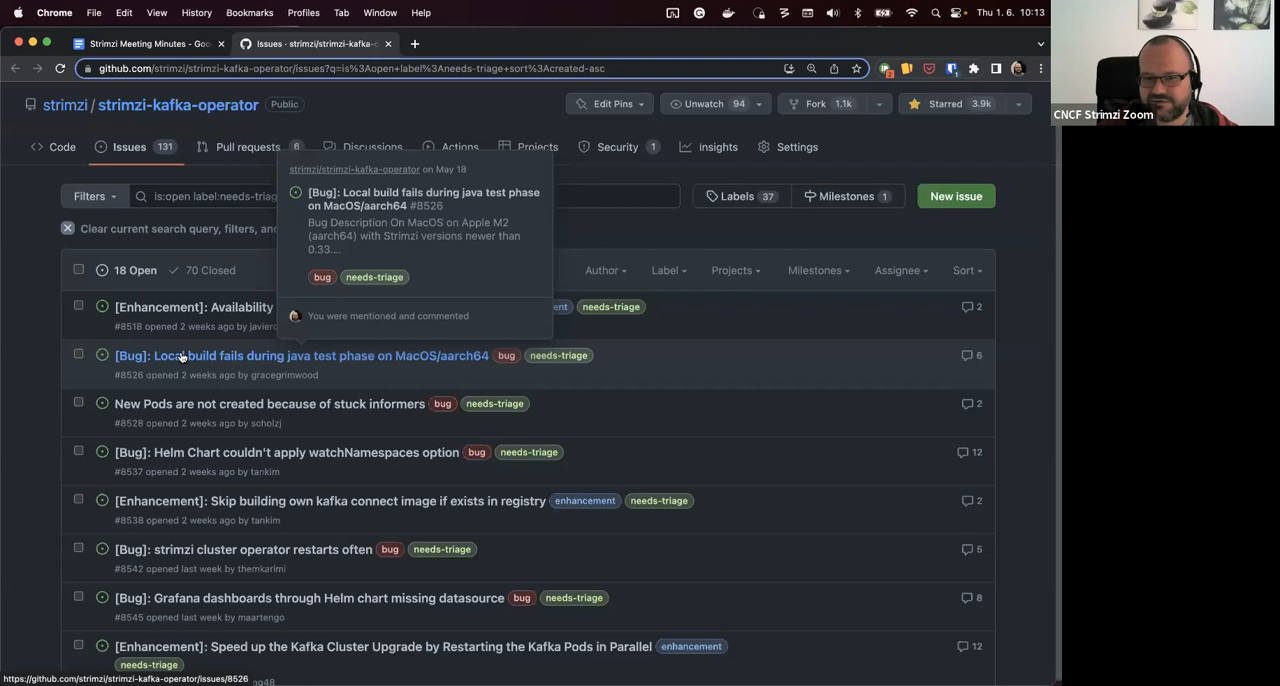 Chrome File Edit View History Bookmarks Profiles Tab Window Help Thu 1. 6. 10:13
Strimzi Meeting Minutes - Goo
Issues · strimzi/strimzi-kafka-
github.com/strimzi/strimzi-kafka-operator/issues?q=is%3Aopen+label%3Aneeds-triage+sort%3Acreated-asc
CNCF Strimzi Zoom
strimzi / strimzi-kafka-operator Public
Edit Pins Unwatch 94 Fork 1.1k Starred 3.9k
Code Issues 131 Pull requests 6 Discussions Actions Projects Security 1 Insights Settings
strimzi/strimzi-kafka-operator on May 18
[Bug]: Local build fails during java test phase
on MacOS/aarch64 #8526
Bug Description On MacOS on Apple M2
(aarch64) with Strimzi versions newer than
0.33....
bug needs-triage
You were mentioned and commented
Filters is:open label:needs-triag Labels 37 Milestones 1 New issue
Clear current search query, filters, an
18 Open 70 Closed Author Label Projects Milestones Assignee Sort
[Enhancement]: Availability ent needs-triage 2
#8518 opened 2 weeks ago by javierc
[Bug]: Local build fails during java test phase on MacOS/aarch64 bug needs-triage 6
#8526 opened 2 weeks ago by gracegrimwood
New Pods are not created because of stuck informers bug needs-triage 2
#8528 opened 2 weeks ago by scholzj
[Bug]: Helm Chart couldn't apply watchNamespaces option bug needs-triage 12
#8537 opened 2 weeks ago by tankim
[Enhancement]: Skip building own kafka connect image if exists in registry enhancement needs-triage 2
#8538 opened 2 weeks ago by tankim
[Bug]: strimzi cluster operator restarts often bug needs-triage 5
#8542 opened last week by themkarimi
[Bug]: Grafana dashboards through Helm chart missing datasource bug needs-triage 8
#8545 opened last week by maartengo
[Enhancement]: Speed up the Kafka Cluster Upgrade by Restarting the Kafka Pods in Parallel enhancement 12
needs-triage
https://github.com/strimzi/strimzi-kafka-operator/issues/8526